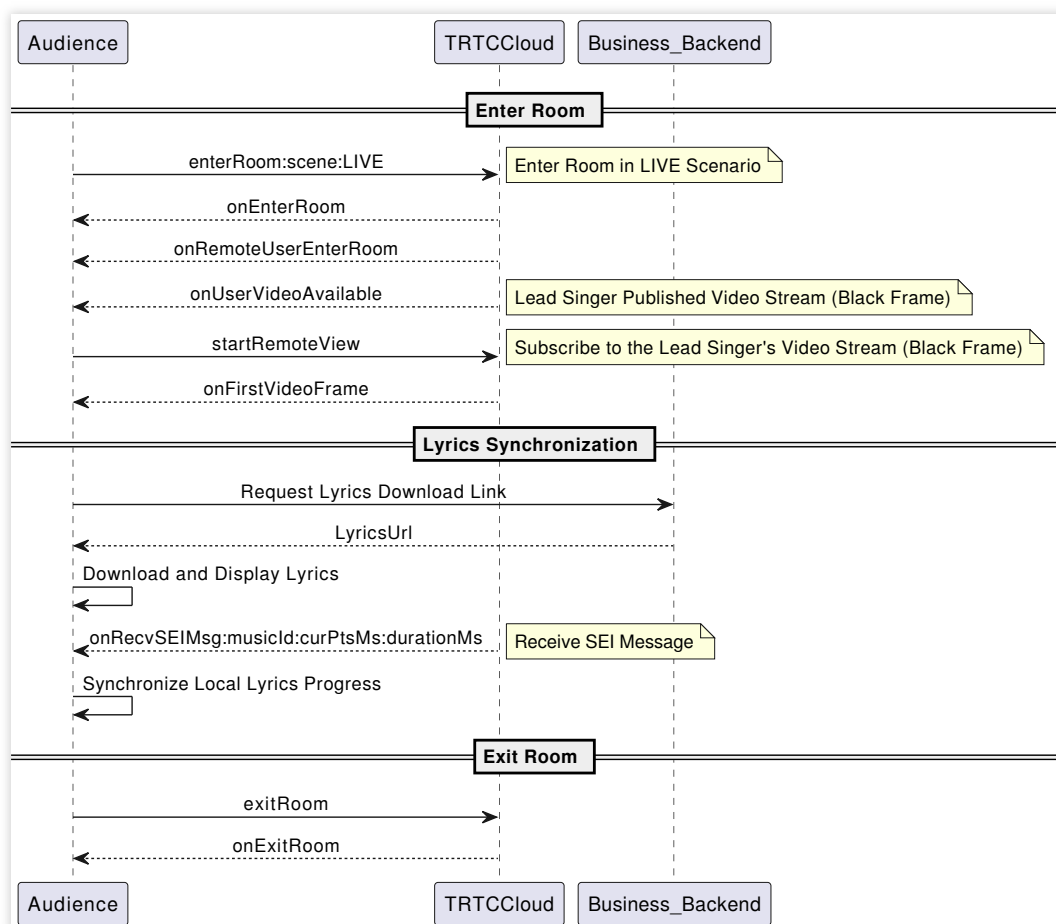 Audience
TRTCCloud
Business_Backend
Enter Room
enterRoom:scene:LIVE
Enter Room in LIVE Scenario
onEnterRoom
onRemoteUserEnterRoom
onUserVideoAvailable
Lead Singer Published Video Stream (Black Frame)
startRemoteView
Subscribe to the Lead Singer's Video Stream (Black Frame)
onFirstVideoFrame
Lyrics Synchronization
Request Lyrics Download Link
LyricsUrl
Download and Display Lyrics
onRecvSEIMsg:musicId:curPtsMs:durationMs
Receive SEI Message
Synchronize Local Lyrics Progress
Exit Room
exitRoom
onExitRoom
Audience
TRTCCloud
Business_Backend